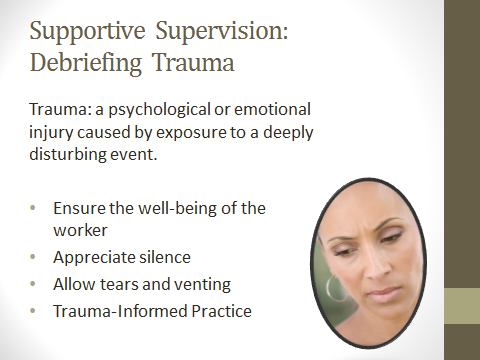 Supportive Supervision:
Debriefing Trauma
Trauma: a psychological or emotional
injury caused by exposure to a deeply
disturbing event.
• Ensure the well-being of the
worker
• Appreciate silence
• Allow tears and venting
• Trauma-Informed Practice